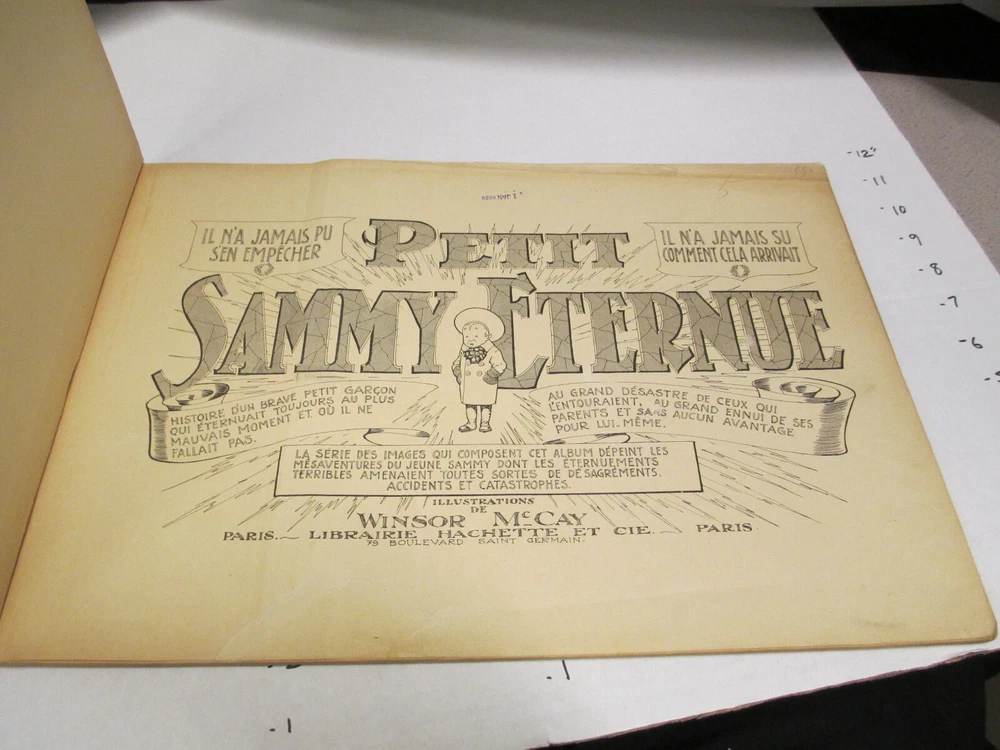 IL N'A JAMAIS PU
S'EN EMPÊCHER
PETIT
IL N'A JAMAIS SU
COMMENT CELA ARRIVAIT
SAMMY ÉTERNUE
HISTOIRE D'UN BRAVE PETIT GARÇON
QUI ÉTERNUAIT TOUJOURS AU PLUS
MAUVAIS MOMENT ET OÙ IL NE
FALLAIT PAS.
AU GRAND DÉSASTRE DE CEUX QUI
L'ENTOURAIENT, AU GRAND ENNUI DE SES
PARENTS ET SANS AUCUN AVANTAGE
POUR LUI-MÊME.
LA SÉRIE DES IMAGES QUI COMPOSENT CET ALBUM DÉPEINT LES
MÉSAVENTURES DU JEUNE SAMMY DONT LES ÉTERNUEMENTS
TERRIBLES AMENAIENT TOUTES SORTES DE DÉSAGRÉMENTS.
ACCIDENTS ET CATASTROPHES.
ILLUSTRATIONS
DE
WINSOR McCAY
PARIS. LIBRAIRIE HACHETTE ET CIE. PARIS
79 BOULEVARD SAINT GERMAIN.
-12"
-11
-10
-9
-8
-7
-6
-1
-1